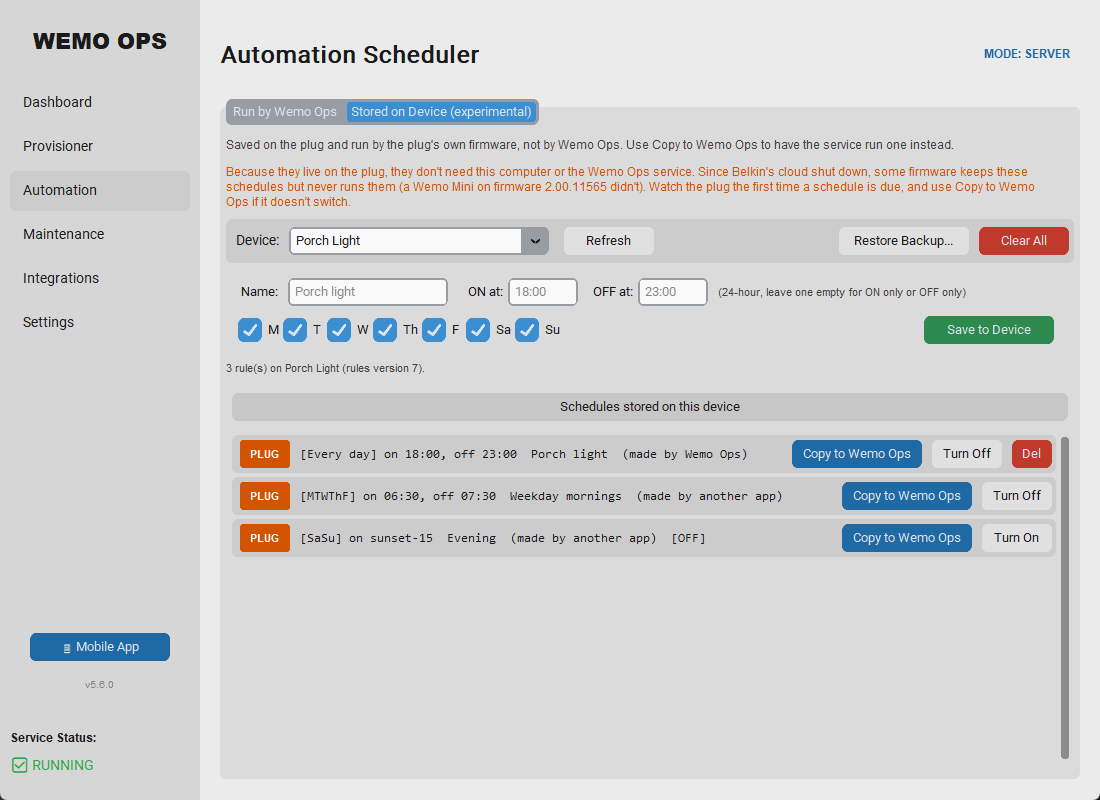 WEMO OPS
Dashboard
Provisioner
Automation
Maintenance
Integrations
Settings
Mobile App
v5.6.0
Service Status:
RUNNING
Automation Scheduler
MODE: SERVER
Run by Wemo Ops Stored on Device (experimental)
Saved on the plug and run by the plug's own firmware, not by Wemo Ops. Use Copy to Wemo Ops to have the service run one instead.
Because they live on the plug, they don't need this computer or the Wemo Ops service. Since Belkin's cloud shut down, some firmware keeps these
schedules but never runs them (a Wemo Mini on firmware 2.00.11565 didn't). Watch the plug the first time a schedule is due, and use Copy to Wemo
Ops if it doesn't switch.
Device: Porch Light Refresh Restore Backup... Clear All
Name: Porch light ON at: 18:00 OFF at: 23:00 (24-hour, leave one empty for ON only or OFF only)
M T W Th F Sa Su Save to Device
3 rule(s) on Porch Light (rules version 7).
Schedules stored on this device
PLUG [Every day] on 18:00, off 23:00 Porch light (made by Wemo Ops) Copy to Wemo Ops Turn Off Del
PLUG [MTWThF] on 06:30, off 07:30 Weekday mornings (made by another app) Copy to Wemo Ops Turn Off
PLUG [SaSu] on sunset-15 Evening (made by another app) [OFF] Copy to Wemo Ops Turn On